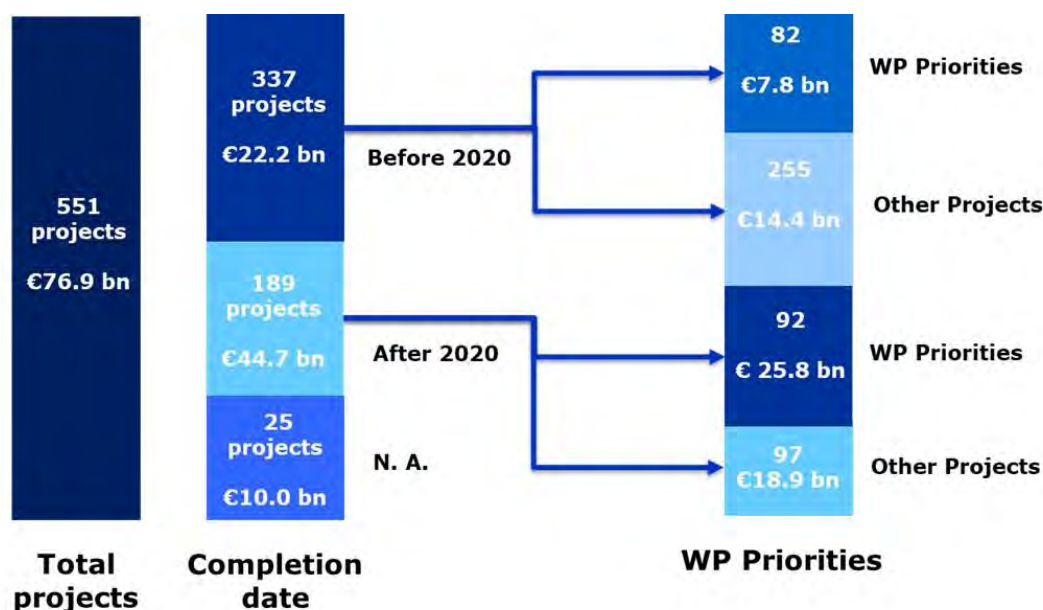 551
projects
€76.9 bn
Total
projects
337
projects
€22.2 bn
189
projects
€44.7 bn
25
projects
€10.0 bn
Completion
date
Before 2020
After 2020
N. A.
82
€7.8 bn
WP Priorities
255
€14.4 bn
Other Projects
92
€ 25.8 bn
WP Priorities
97
€18.9 bn
Other Projects
WP Priorities